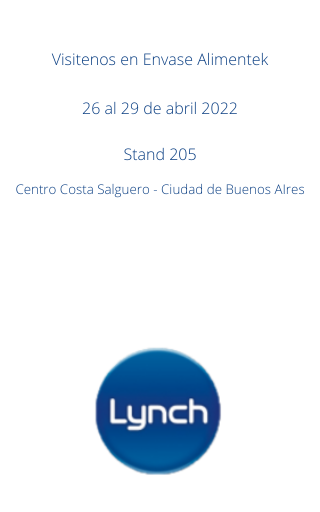 Visitenos en Envase Alimentek
26 al 29 de abril 2022
Stand 205
Centro Costa Salguero - Ciudad de Buenos AIres
Lynch